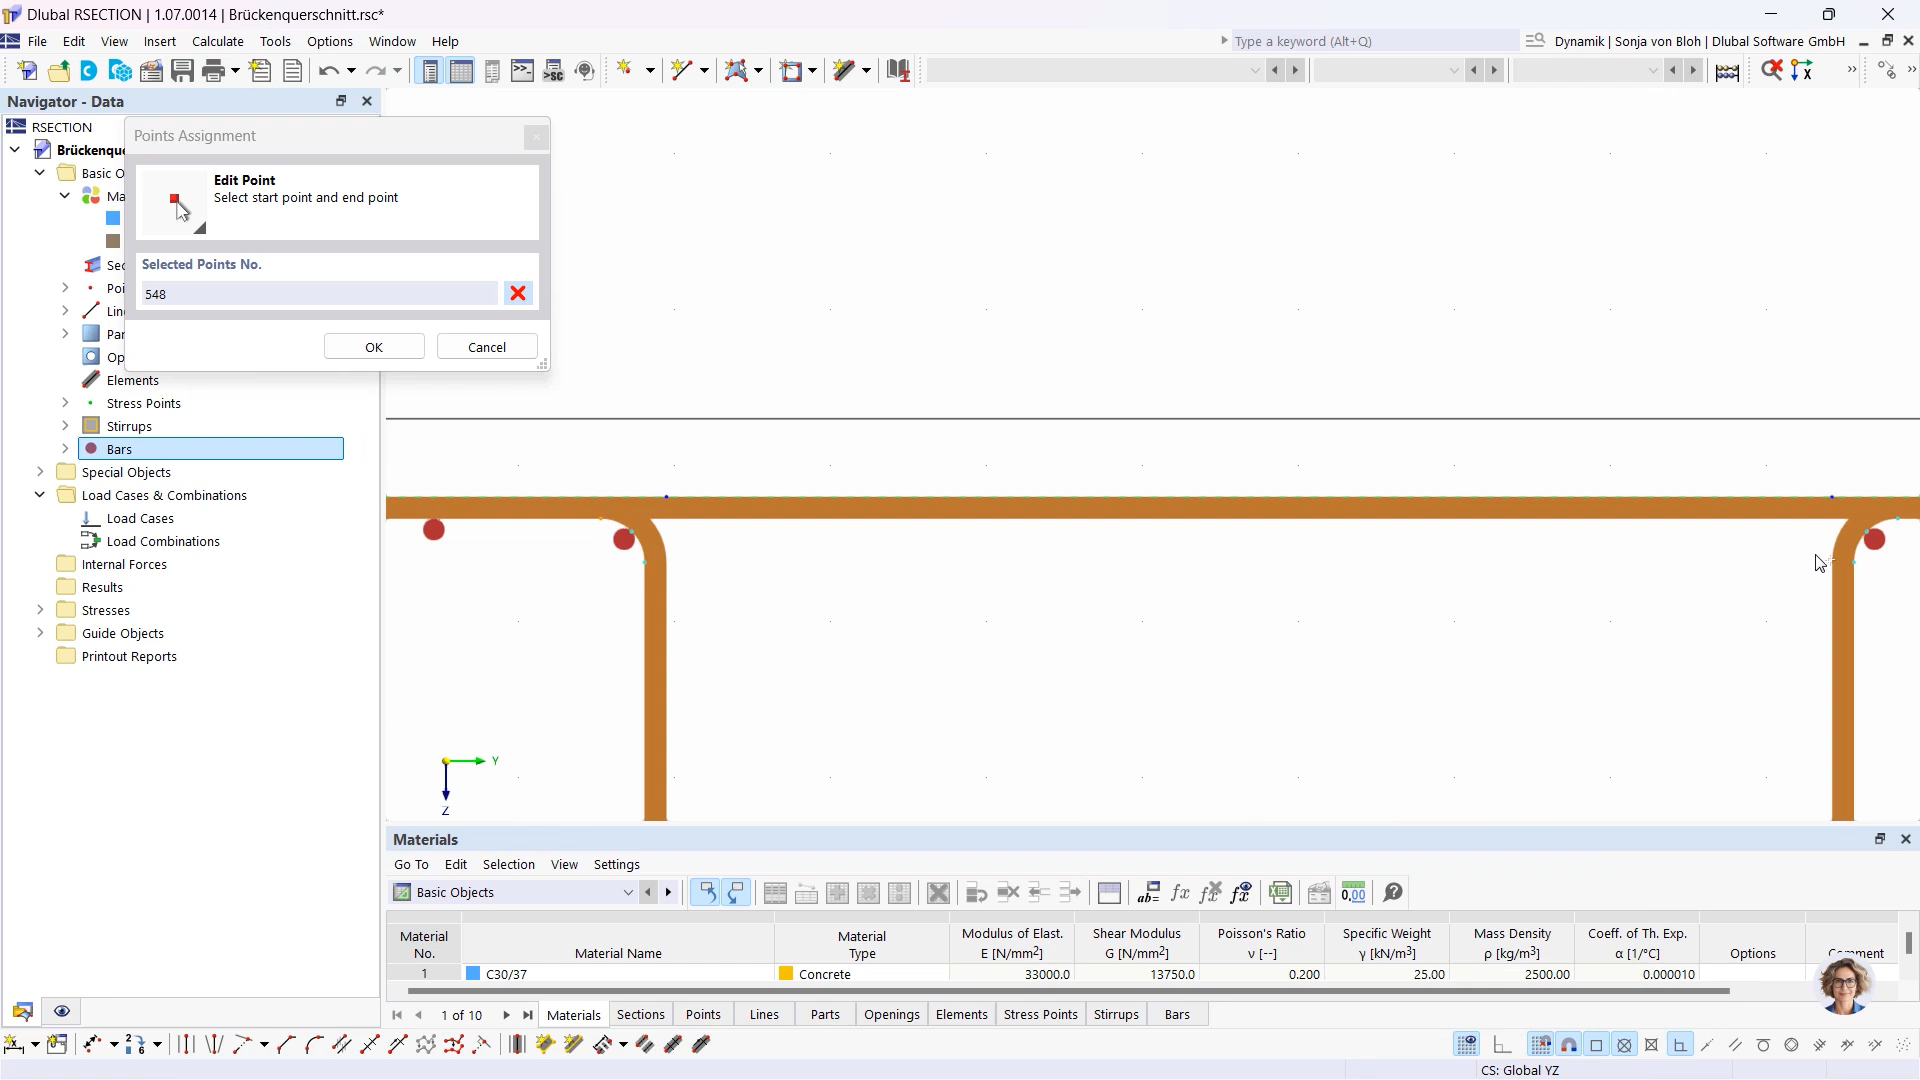 Dlubal RSECTION | 1.07.0014 | Brückenquerschnitt.rsc*
File Edit View Insert Calculate Tools Options Window Help
Type a keyword (Alt+Q)
Dynamik | Sonja von Bloh | Dlubal Software GmbH
Navigator - Data
RSECTION
Brückenque
Basic O
Ma
Sec
Poi
Lin
Par
Op
Elements
Stress Points
Stirrups
Bars
Special Objects
Load Cases & Combinations
Load Cases
Load Combinations
Internal Forces
Results
Stresses
Guide Objects
Printout Reports
Points Assignment
Edit Point
Select start point and end point
Selected Points No.
548
OK Cancel
Y
Z
Materials
Go To Edit Selection View Settings
Basic Objects
Material No. Material Name Material Type Modulus of Elast. E [N/mm²] Shear Modulus G [N/mm²] Poisson's Ratio ν [--] Specific Weight γ [kN/m³] Mass Density ρ [kg/m³] Coeff. of Th. Exp. α [1/°C] Options Comment
1 C30/37 Concrete 33000.0 13750.0 0.200 25.00 2500.00 0.000010
1 of 10 Materials Sections Points Lines Parts Openings Elements Stress Points Stirrups Bars
CS: Global YZ